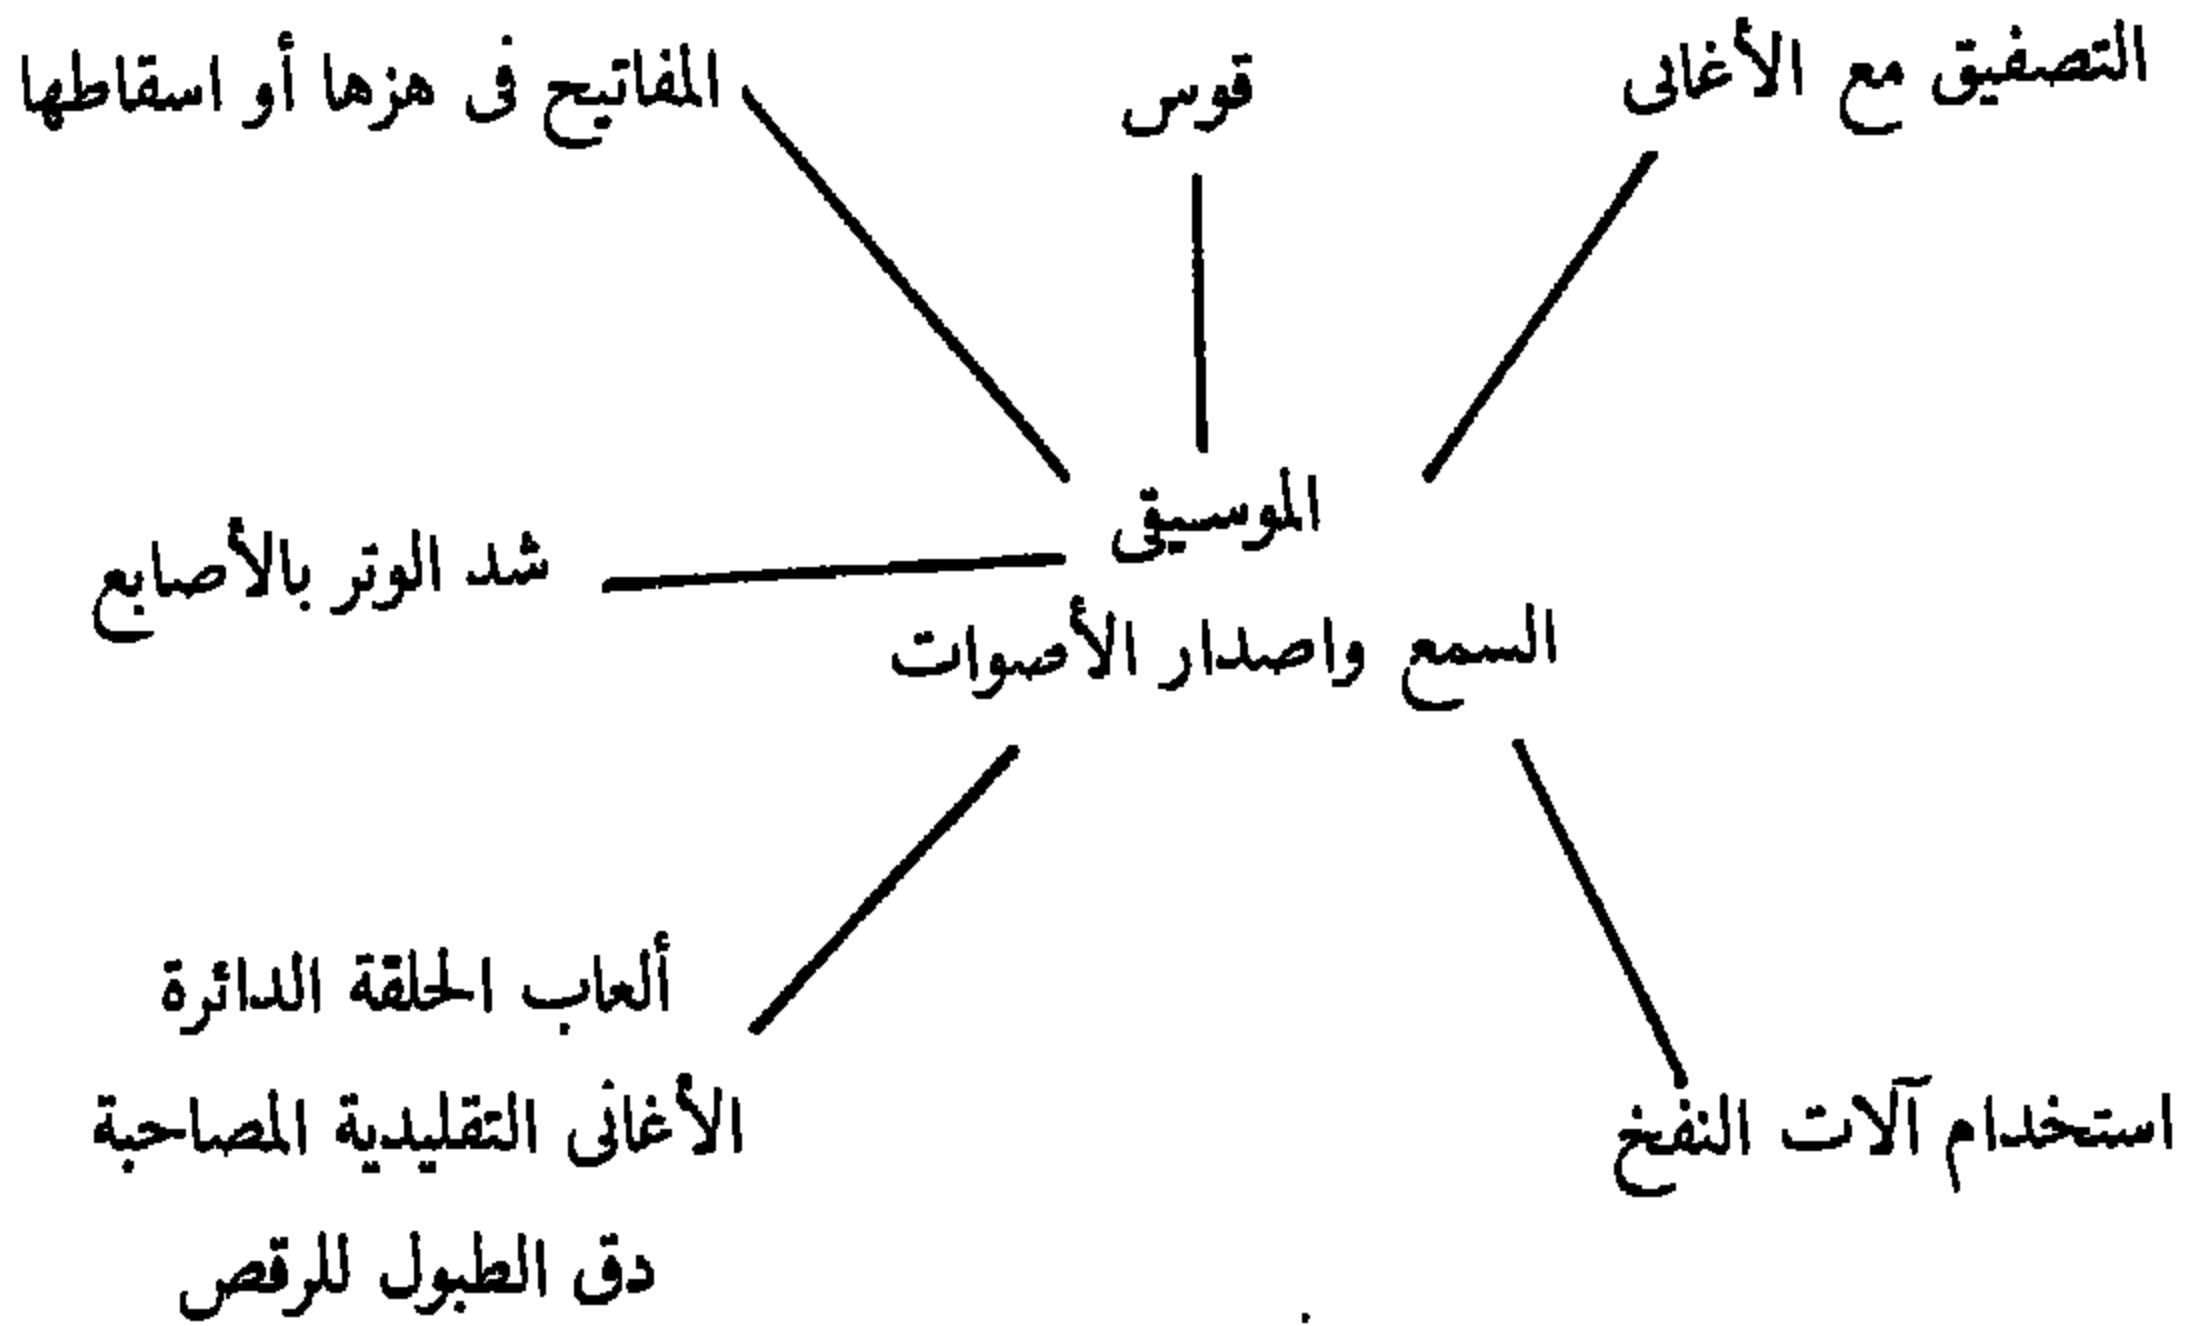 التصفيق مع الأغانى
قوس
المفاتيح فى هزها أو اسقاطها
الموسيقى
شد الوتر بالأصابع
السمع واصدار الأصوات
ألعاب الحلقة الدائرة
استخدام آلات النفخ
الأغانى التقليدية المصاحبة
دق الطبول للرقص